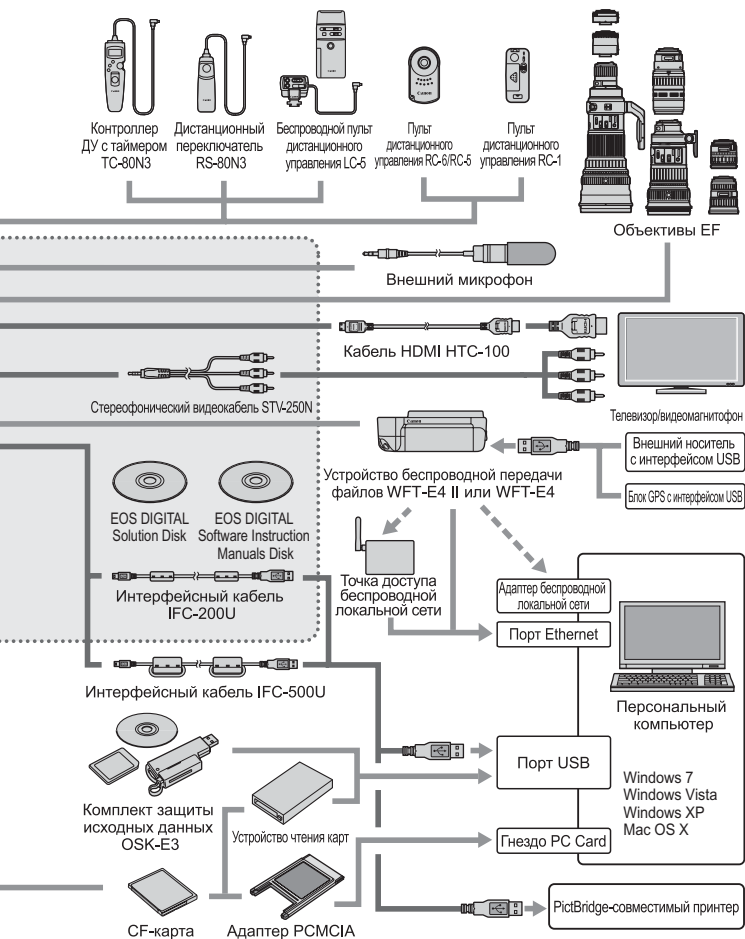 Контроллер
ДУ с таймером
TC-80N3
Дистанционный
переключатель
RS-80N3
Беспроводной пульт
дистанционного
управления LC-5
Canon
Пульт
дистанционного
управления RC-6/RC-5
Пульт
дистанционного
управления RC-1
Объективы EF
Внешний микрофон
Кабель HDMI HTC-100
Стереофонический видеокабель STV-250N
Телевизор/видеомагнитофон
Canon
Внешний носитель
с интерфейсом USB
Блок GPS с интерфейсом USB
Устройство беспроводной передачи
файлов WFT-E4 II или WFT-E4
EOS DIGITAL
Solution Disk
EOS DIGITAL
Software Instruction
Manuals Disk
Точка доступа
беспроводной
локальной сети
Адаптер беспроводной
локальной сети
Порт Ethernet
Интерфейсный кабель
IFC-200U
Интерфейсный кабель IFC-500U
Персональный
компьютер
Порт USB
Windows 7
Windows Vista
Windows XP
Mac OS X
Комплект защиты
исходных данных
OSK-E3
Устройство чтения карт
Гнездо PC Card
CF-карта
Адаптер PCMCIA
PictBridge-совместимый принтер